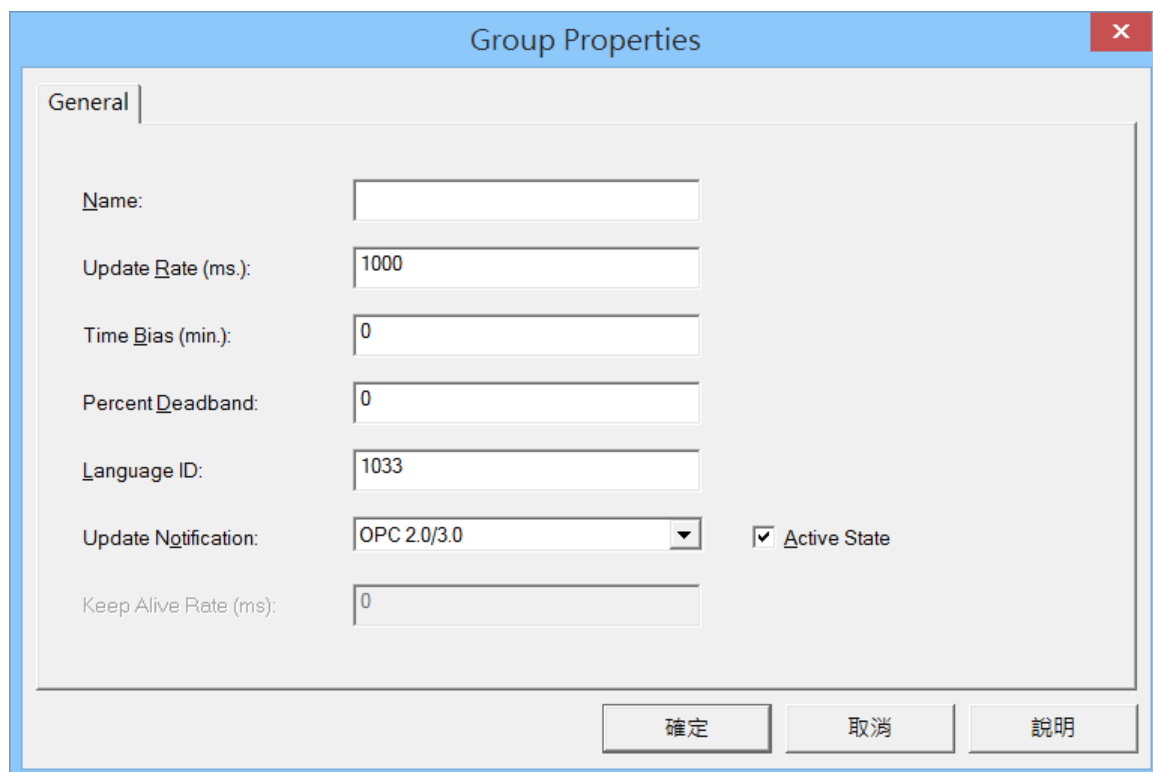 Group Properties
General
Name:
Update Rate (ms.): 1000
Time Bias (min.): 0
Percent Deadband: 0
Language ID: 1033
Update Notification: OPC 2.0/3.0 Active State
Keep Alive Rate (ms): 0
確定 取消 說明